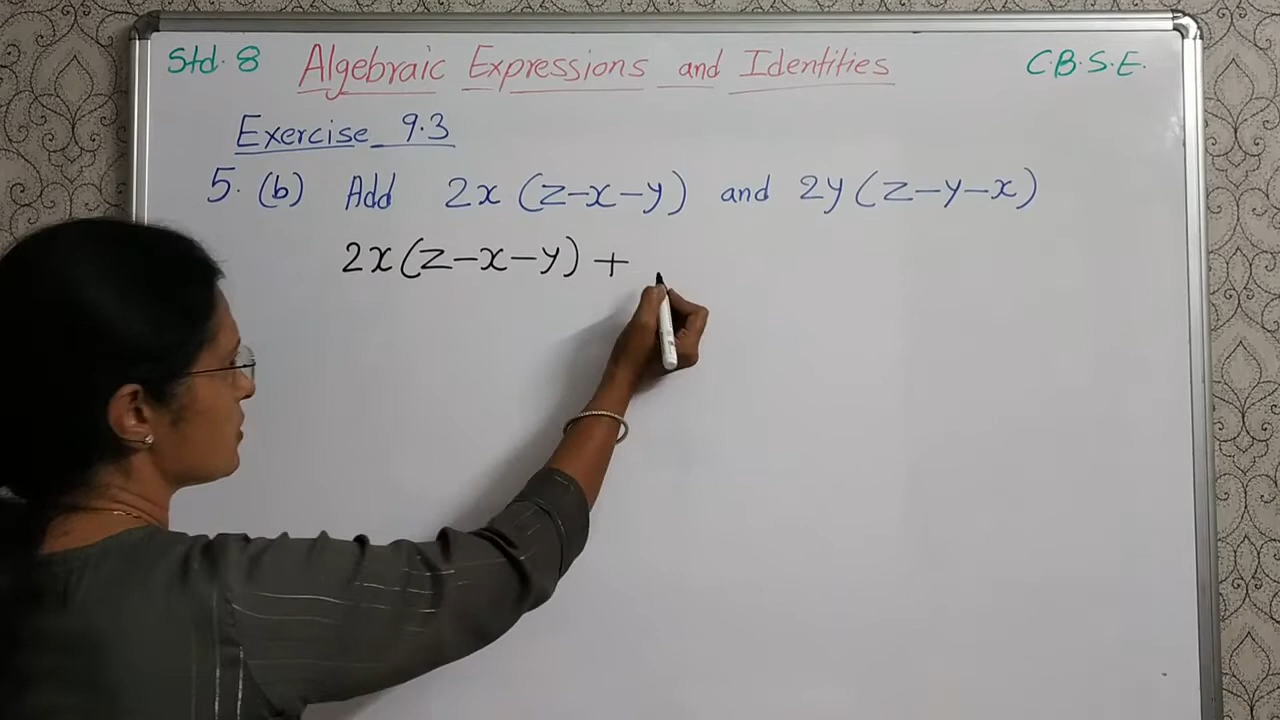 Std. 8 Algebraic Expressions and Identities C.B.S.E.
Exercise 9.3
5. (b) Add 2x (z-x-y) and 2y (z-y-x)
2x(z-x-y) +